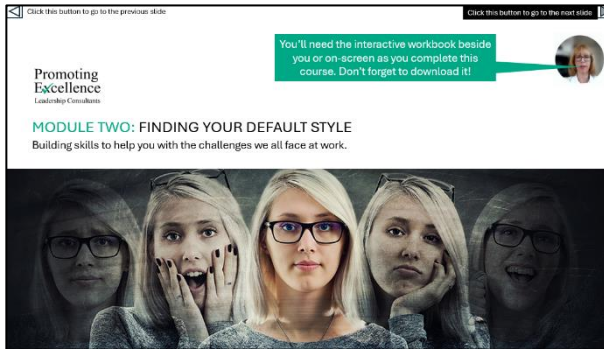 Click this button to go to the previous slide
Click this button to go to the next slide
You'll need the interactive workbook beside
you or on-screen as you complete this
course. Don't forget to download it!
Promoting
Excellence
Leadership Consultants
MODULE TWO: FINDING YOUR DEFAULT STYLE
Building skills to help you with the challenges we all face at work.